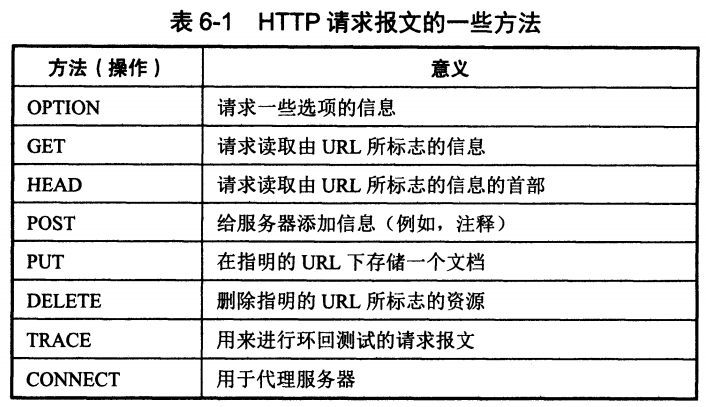 表 6-1 HTTP 请求报文的一些方法
方法（操作） 意义
OPTION 请求一些选项的信息
GET 请求读取由 URL 所标志的信息
HEAD 请求读取由 URL 所标志的信息的首部
POST 给服务器添加信息（例如，注释）
PUT 在指明的 URL 下存储一个文档
DELETE 删除指明的 URL 所标志的资源
TRACE 用来进行环回测试的请求报文
CONNECT 用于代理服务器